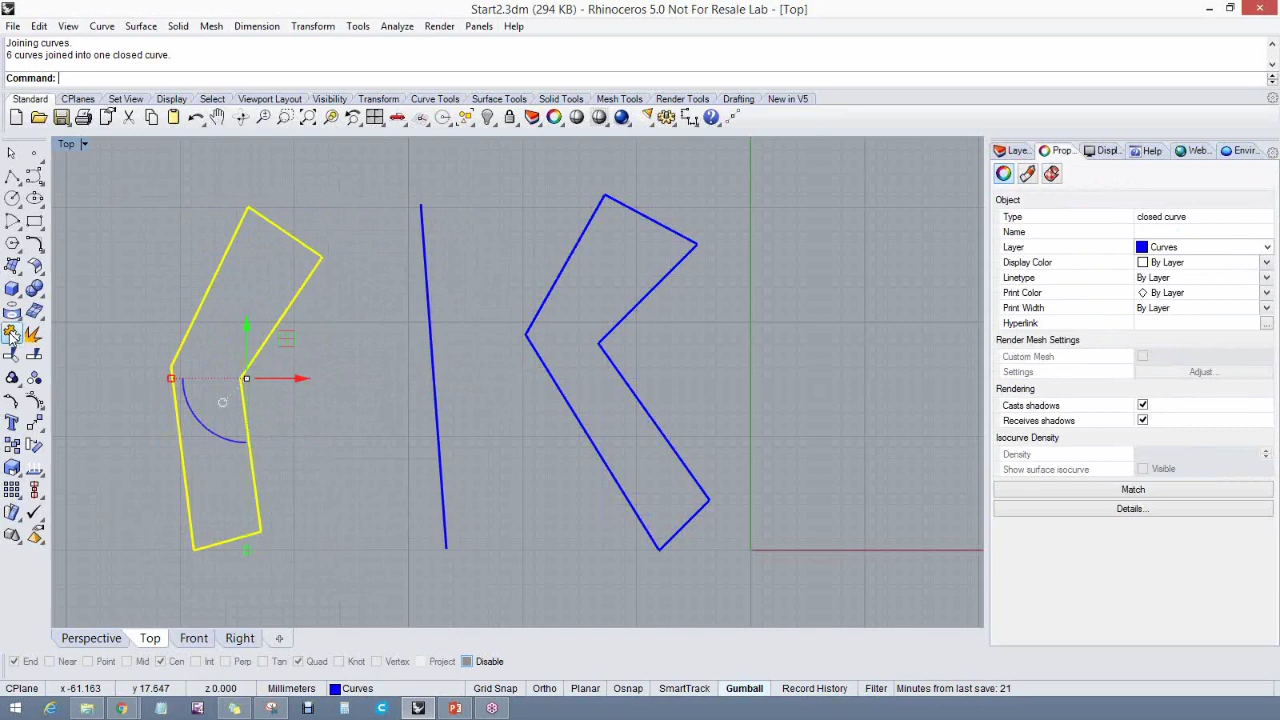 Start2.3dm (294 KB) - Rhinoceros 5.0 Not For Resale Lab - [Top]
File Edit View Curve Surface Solid Mesh Dimension Transform Tools Analyze Render Panels Help
Joining curves.
6 curves joined into one closed curve.
Command:
Standard CPlanes Set View Display Select Viewport Layout Visibility Transform Curve Tools Surface Tools Solid Tools Mesh Tools Render Tools Drafting New in V5
Top
Laye... Prop... Displ... Help Web... Envir...
Object
Type closed curve
Name
Layer Curves
Display Color By Layer
Linetype By Layer
Print Color By Layer
Print Width By Layer
Hyperlink ...
Render Mesh Settings
Custom Mesh
Settings Adjust...
Rendering
Casts shadows
Receives shadows
Isocurve Density
Density
Show surface isocurve Visible
Match
Details...
Perspective Top Front Right
End Near Point Mid Cen Int Perp Tan Quad Knot Vertex Project Disable
CPlane x -61.163 y 17.647 z 0.000 Millimeters Curves Grid Snap Ortho Planar Osnap SmartTrack Gumball Record History Filter Minutes from last save: 21